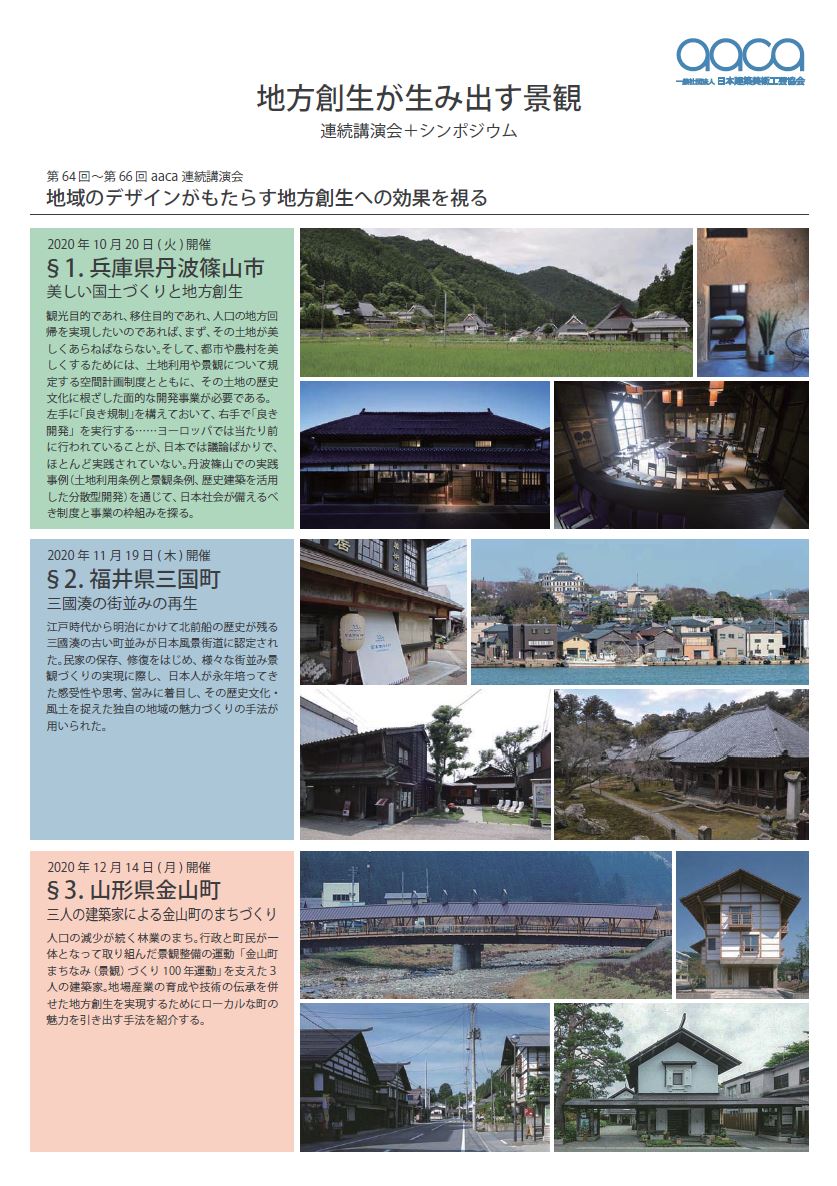 aaca
一般社団法人 日本建築美術工芸協会
地方創生が生み出す景観
連続講演会＋シンポジウム
第64回～第66回 aaca 連続講演会
地域のデザインがもたらす地方創生への効果を視る
2020年10月20日(火)開催
§1. 兵庫県丹波篠山市
美しい国土づくりと地方創生
観光目的であれ、移住目的であれ、人口の地方回
帰を実現したいのであれば、まず、その土地が美
しくあらねばならない。そして、都市や農村を美
しくするためには、土地利用や景観について規
定する空間計画制度とともに、その土地の歴史
文化に根ざした面的な開発事業が必要である。
左手に「良き規制」を構えておいて、右手で「良き
開発」を実行する……ヨーロッパでは当たり前
に行われていることが、日本では議論ばかりで、
ほとんど実践されていない。丹波篠山での実践
事例（土地利用条例と景観条例、歴史建築を活用
した分散型開発）を通じて、日本社会が備えるべ
き制度と事業の枠組みを探る。
2020年11月19日(木)開催
§2. 福井県三国町
三國湊の街並みの再生
江戸時代から明治にかけて北前船の歴史が残る
三國湊の古い町並みが日本風景街道に認定され
た。民家の保存、修復をはじめ、様々な街並み景
観づくりの実現に際し、日本人が永年培ってき
た感受性や思考、営みに着目し、その歴史文化・
風土を捉えた独自の地域の魅力づくりの手法が
用いられた。
2020年12月14日(月)開催
§3. 山形県金山町
三人の建築家による金山町のまちづくり
人口の減少が続く林業のまち。行政と町民が一
体となって取り組んだ景観整備の運動「金山町
まちなみ（景観）づくり100年運動」を支えた３
人の建築家。地場産業の育成や技術の伝承を併
せた地方創生を実現するためにローカルな町の
魅力を引き出す手法を紹介する。